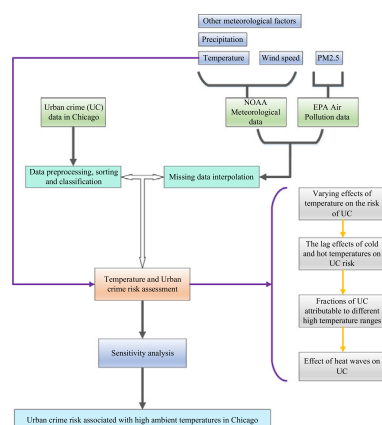 Other meteorological factors
Precipitation
Temperature
Wind speed
PM2.5
Urban crime (UC)
data in Chicago
NOAA
Meteorological
data
EPA Air
Pollution data
Data preprocessing, sorting
and classification
Missing data interpolation
Varying effects of
temperature on the risk
of UC
The lag effects of cold
and hot temperatures on
UC risk
Temperature and Urban
crime risk assessment
Fractions of UC
attributable to different
high temperature ranges
Sensitivity analysis
Effect of heat waves on
UC
Urban crime risk associated with high ambient temperatures in Chicago